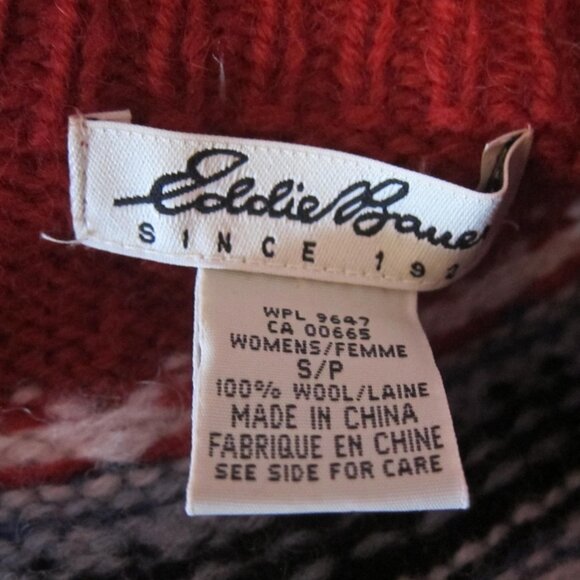 Eddie Baue
SINCE 192
WPL 9647
CA 00665
WOMENS/FEMME
S/P
100% WOOL/LAINE
MADE IN CHINA
FABRIQUE EN CHINE
SEE SIDE FOR CARE